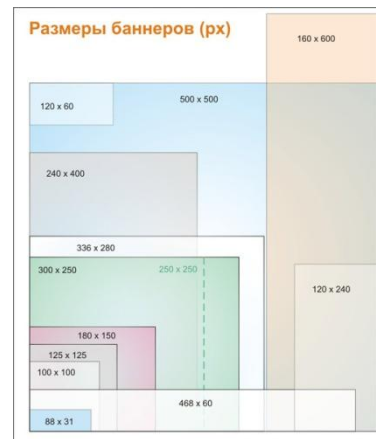 Размеры баннеров (px)
160 x 600
120 x 60
500 x 500
240 x 400
336 x 280
300 x 250
250 x 250
120 x 240
180 x 150
125 x 125
100 x 100
468 x 60
88 x 31